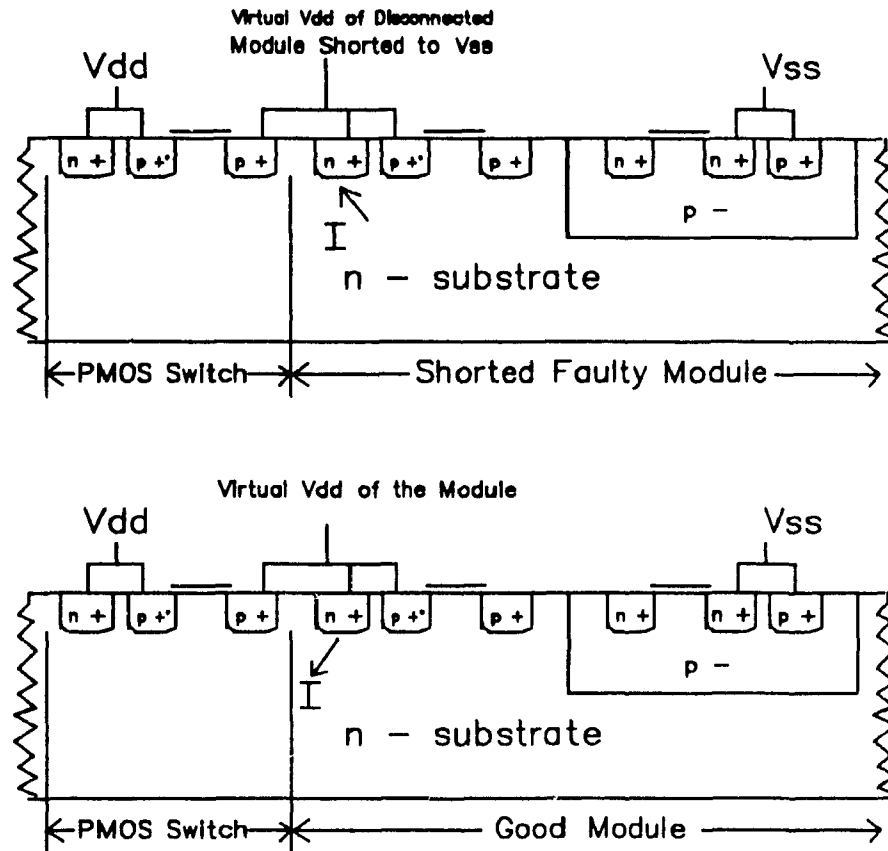 Virtual Vdd of Disconnected
Module Shorted to Vss
Vdd
Vss
n + p +' p + n + p +' p + n + n + p +
I
p -
n - substrate
PMOS Switch Shorted Faulty Module
Virtual Vdd of the Module
Vdd
Vss
n + p +' p + n + p +' p + n + n + p +
I
p -
n - substrate
PMOS Switch Good Module